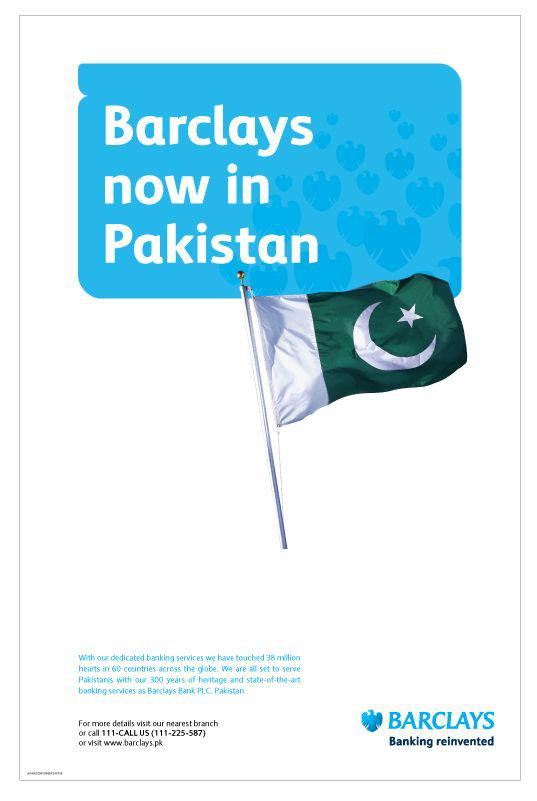 Barclays
now in
Pakistan
With our dedicated banking services we have touched 38 million
hearts in 60 countries across the globe. We are all set to serve
Pakistanis with our 300 years of heritage and state-of-the-art
banking services as Barclays Bank PLC, Pakistan.
For more details visit our nearest branch
or call 111-CALL US (111-225-587)
or visit www.barclays.pk
BARCLAYS
Banking reinvented